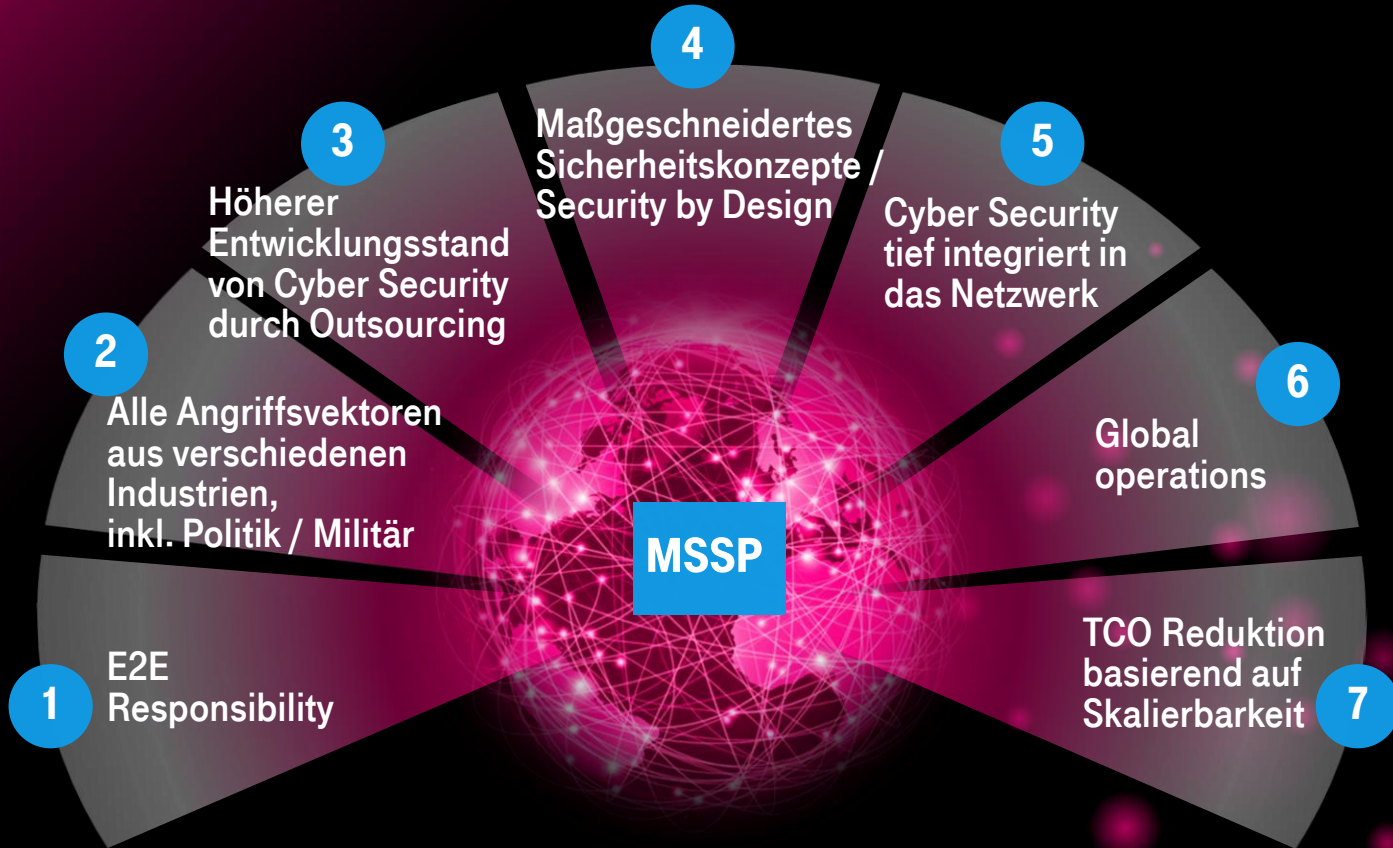 1
E2E
Responsibility
2
Alle Angriffsvektoren
aus verschiedenen
Industrien,
inkl. Politik / Militär
3
Höherer
Entwicklungsstand
von Cyber Security
durch Outsourcing
4
Maßgeschneidertes
Sicherheitskonzepte /
Security by Design
5
Cyber Security
tief integriert in
das Netzwerk
6
Global
operations
7
TCO Reduktion
basierend auf
Skalierbarkeit
MSSP